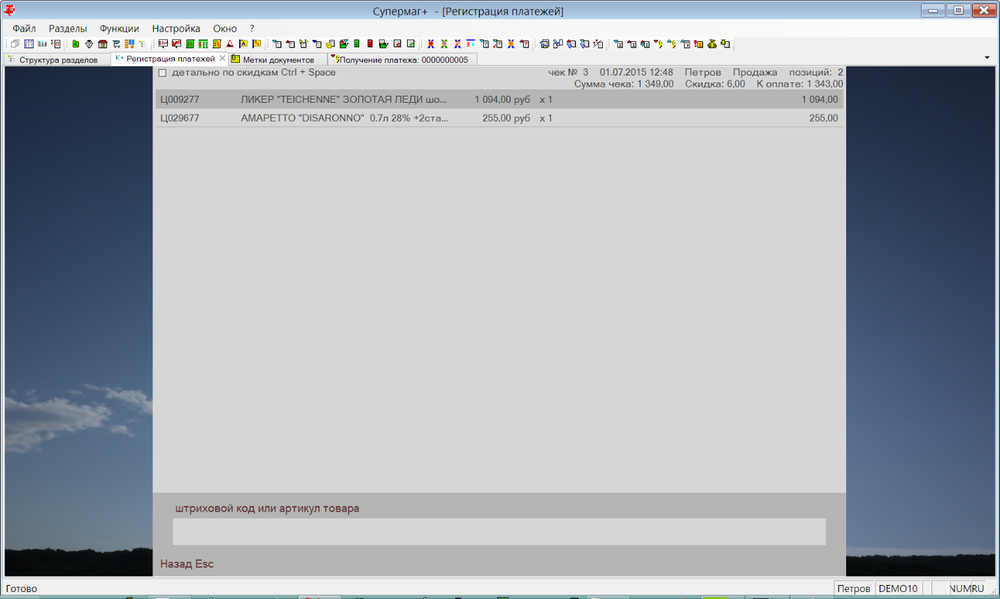 Супермаг+ - [Регистрация платежей]
Файл Разделы Функции Настройка Окно ?
Структура разделов К+ Регистрация платежей Метки документов Получение платежа: 0000000005
детально по скидкам Ctrl + Space чек № 3 01.07.2015 12:48 Петров Продажа позиций: 2
Сумма чека: 1 349,00 Скидка: 6,00 К оплате: 1 343,00
Ц009277 ЛИКЕР "TEICHENNE" ЗОЛОТАЯ ЛЕДИ шо... 1 094,00 руб x 1 1 094,00
Ц029677 АМАРЕТТО "DISARONNO" 0.7л 28% +2ста... 255,00 руб x 1 255,00
штриховой код или артикул товара
Назад Esc
Готово Петров DEMO10 NUM RU